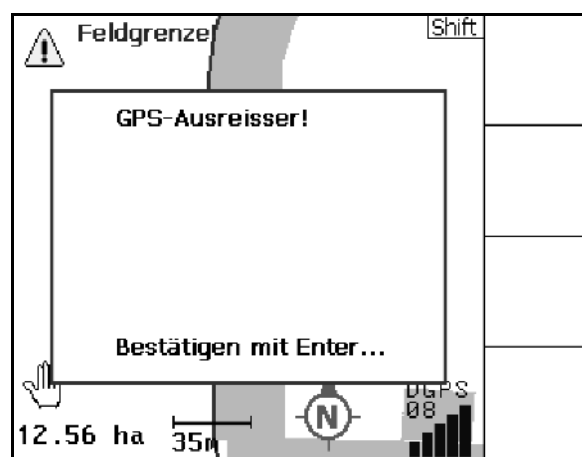 Feldgrenze
Shift
GPS-Ausreisser!
Bestätigen mit Enter...
DGPS
08
N
12.56 ha
35m